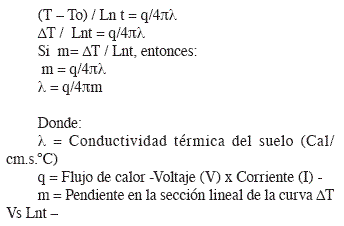 (T – To) / Ln t = q/4πλ
ΔT / Lnt = q/4πλ
Si m= ΔT / Lnt, entonces:
m = q/4πλ
λ = q/4πm
Donde:
λ = Conductividad térmica del suelo (Cal/
cm.s.°C)
q = Flujo de calor -Voltaje (V) x Corriente (I) -
m = Pendiente en la sección lineal de la curva ΔT
Vs Lnt –